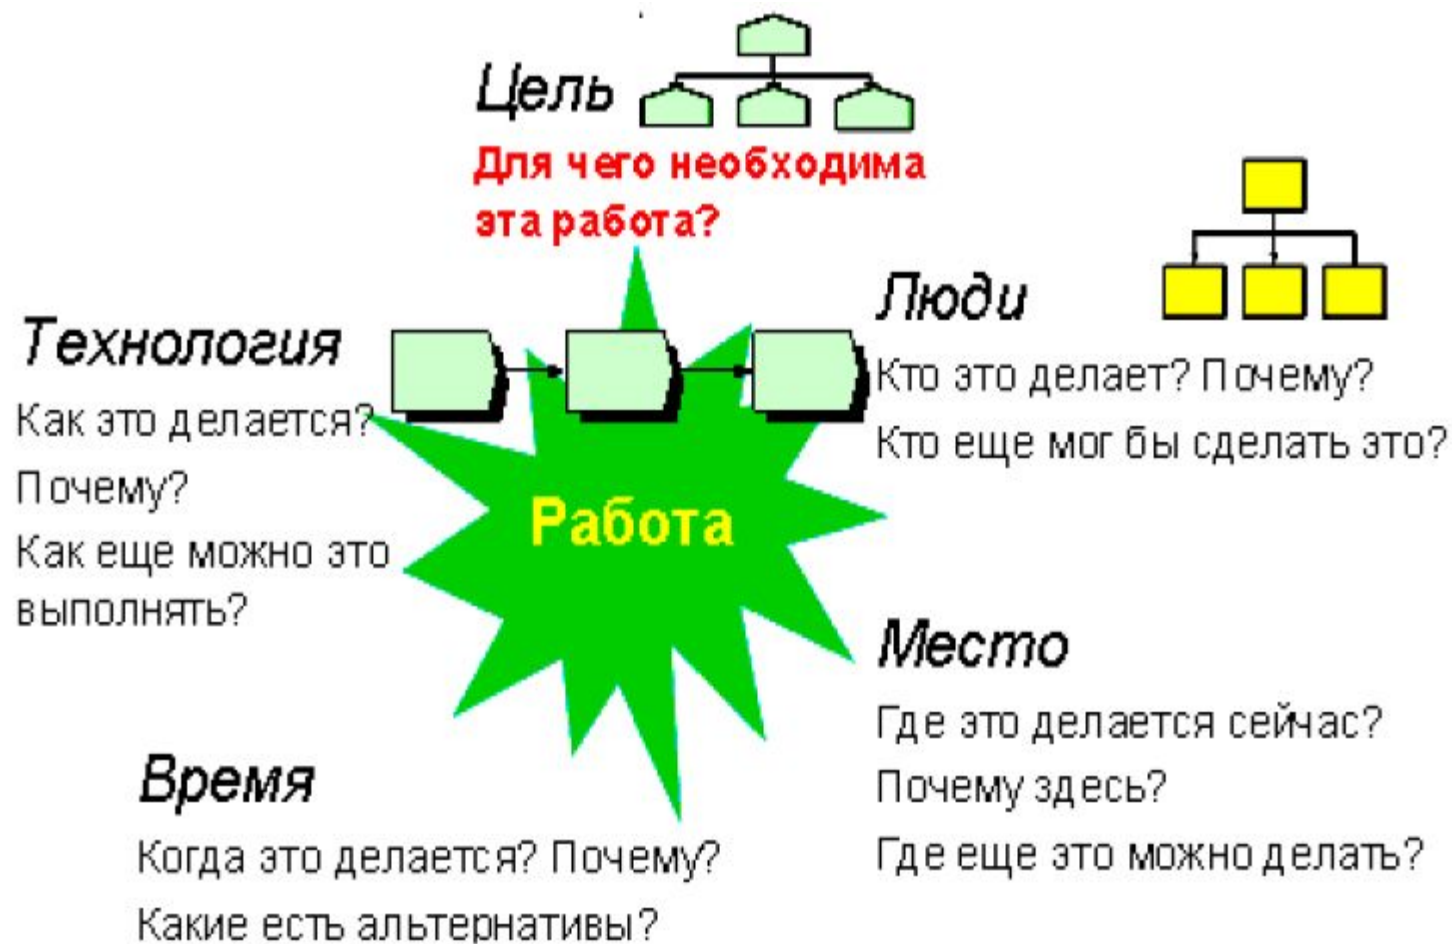 Цель
Для чего необходима
эта работа?
Люди
Кто это делает? Почему?
Кто еще мог бы сделать это?
Технология
Как это делается?
Почему?
Как еще можно это
выполнять?
Работа
Место
Где это делается сейчас?
Почему здесь?
Где еще это можно делать?
Время
Когда это делается? Почему?
Какие есть альтернативы?